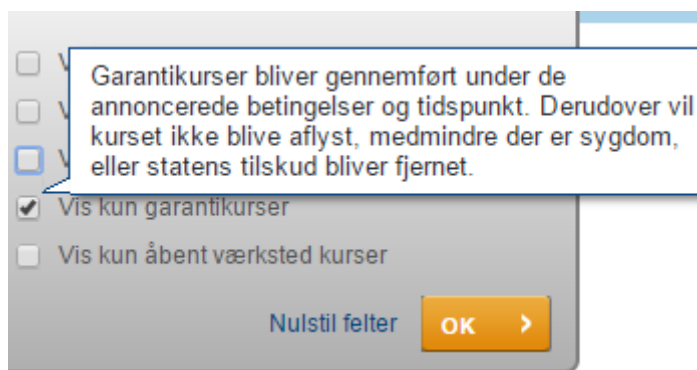 V
Garantikurser bliver gennemført under de
annoncerede betingelser og tidspunkt. Derudover vil
V
kurset ikke blive aflyst, medmindre der er sygdom,
V
eller statens tilskud bliver fjernet.
Vis kun garantikurser
Vis kun åbent værksted kurser
Nulstil felter
OK